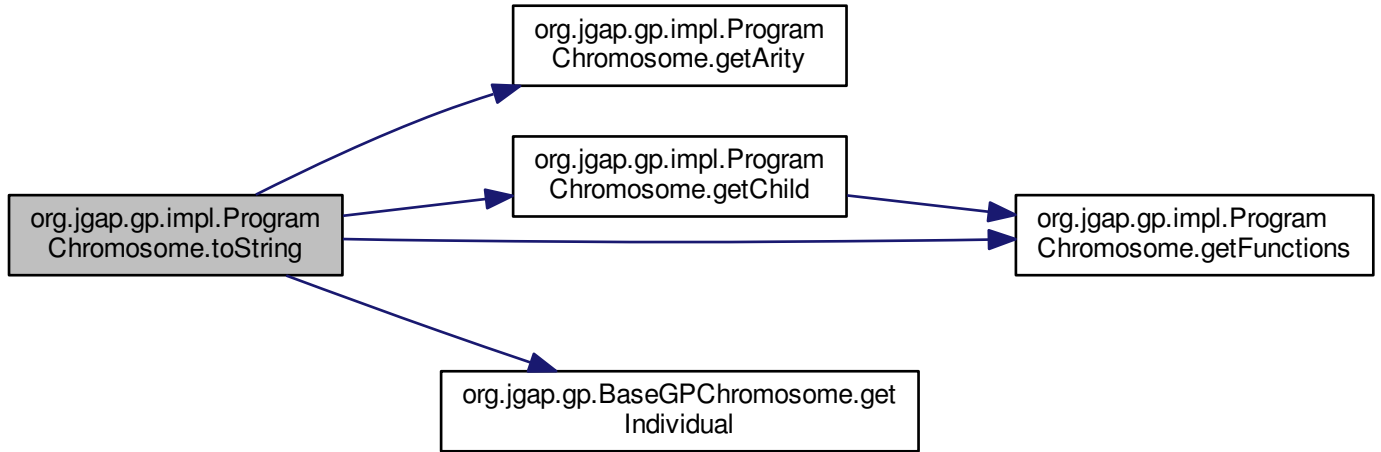 org.jgap.gp.impl.Program
Chromosome.getArity
org.jgap.gp.impl.Program
Chromosome.getChild
org.jgap.gp.impl.Program
Chromosome.toString
org.jgap.gp.impl.Program
Chromosome.getFunctions
org.jgap.gp.BaseGPChromosome.get
Individual